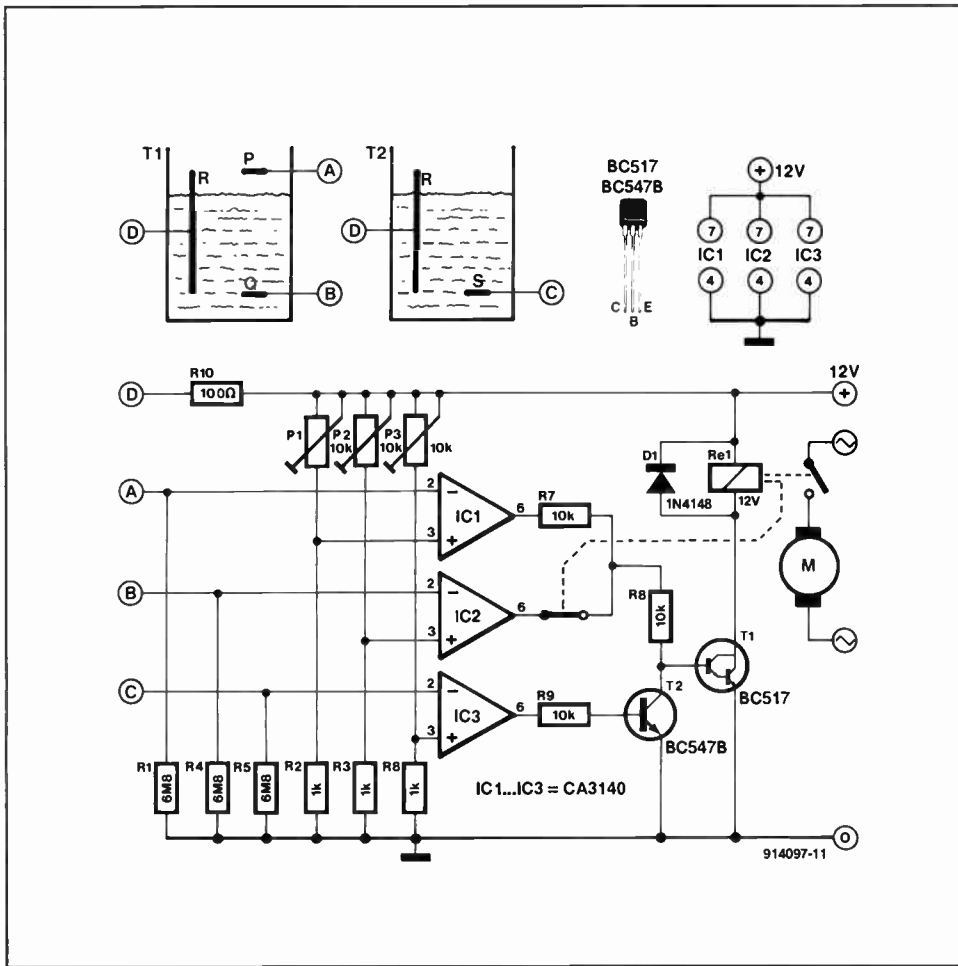 T1
P
A
R
D
Q
B
T2
R
D
S
C
BC517
BC547B
C
B
E
+
12V
7
7
7
IC1
IC2
IC3
4
4
4
D
R10
100Ω
12V
+
P1
P2
10k
P3
10k
10k
D1
1N4148
Re1
12V
A
2
−
IC1
3
+
6
R7
10k
M
B
2
−
IC2
3
+
6
R8
10k
T1
BC517
C
2
−
IC3
3
+
6
R9
10k
T2
BC547B
R1
6M8
R4
6M8
R5
6M8
R2
1k
R3
1k
R8
1k
IC1...IC3 = CA3140
0
914097-11